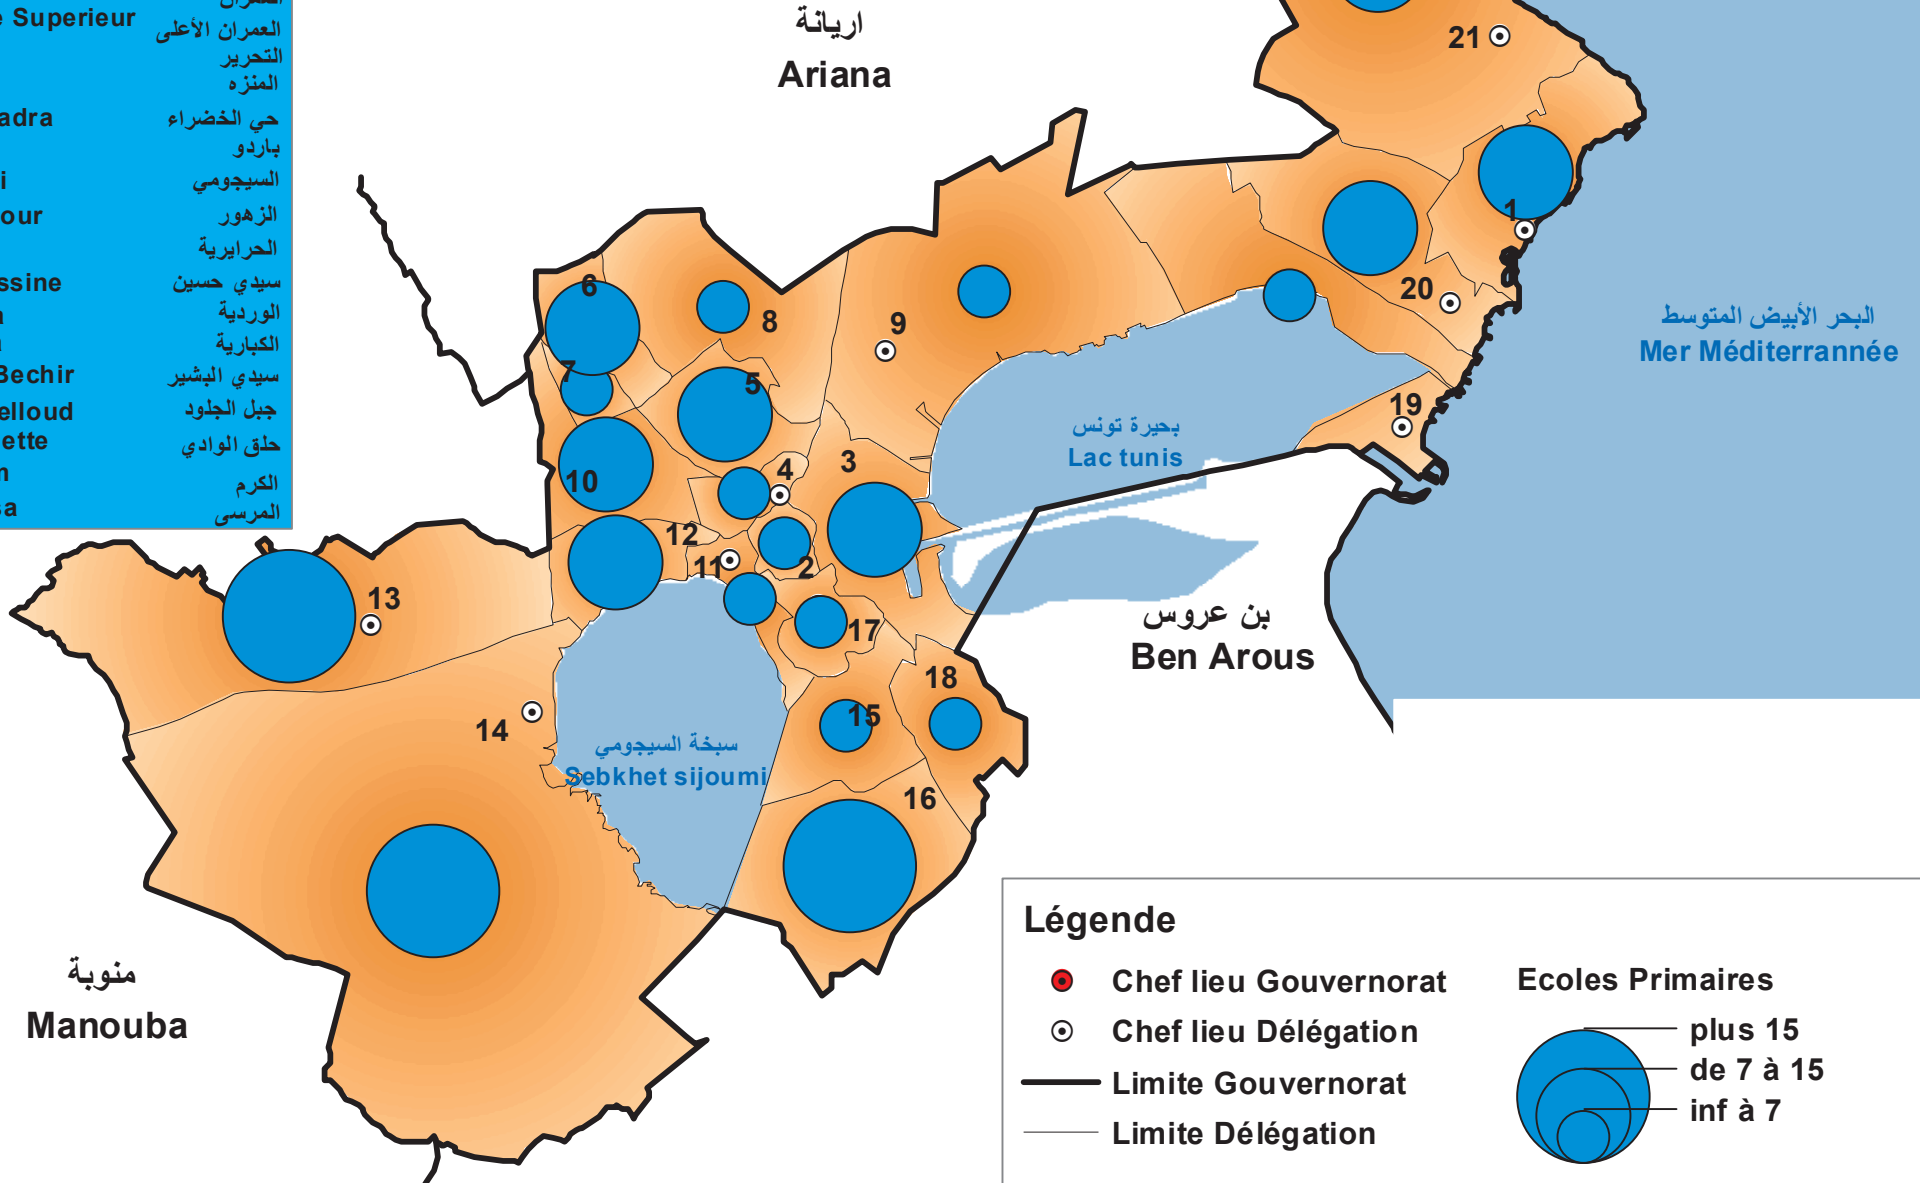 e Superieur
العمران الأعلى
التحرير
المنزه
adra
حي الخضراء
باردو
i
السيجومي
our
الزهور
الحرايرية
ssine
سيدي حسين
a
الوردية
a
الكبارية
Bechir
سيدي البشير
elloud
جبل الجلود
ette
حلق الوادي
m
الكرم
sa
المرسى
اريانة
Ariana
21
1
20
19
البحر الأبيض المتوسط
Mer Méditerrannée
6
8
9
7
5
بحيرة تونس
Lac tunis
4
3
10
12
11
2
13
17
بن عروس
Ben Arous
18
14
15
سبخة السيجومي
Sebkhet sijoumi
16
منوبة
Manouba
Légende
Chef lieu Gouvernorat
Chef lieu Délégation
Limite Gouvernorat
Limite Délégation
Ecoles Primaires
plus 15
de 7 à 15
inf à 7